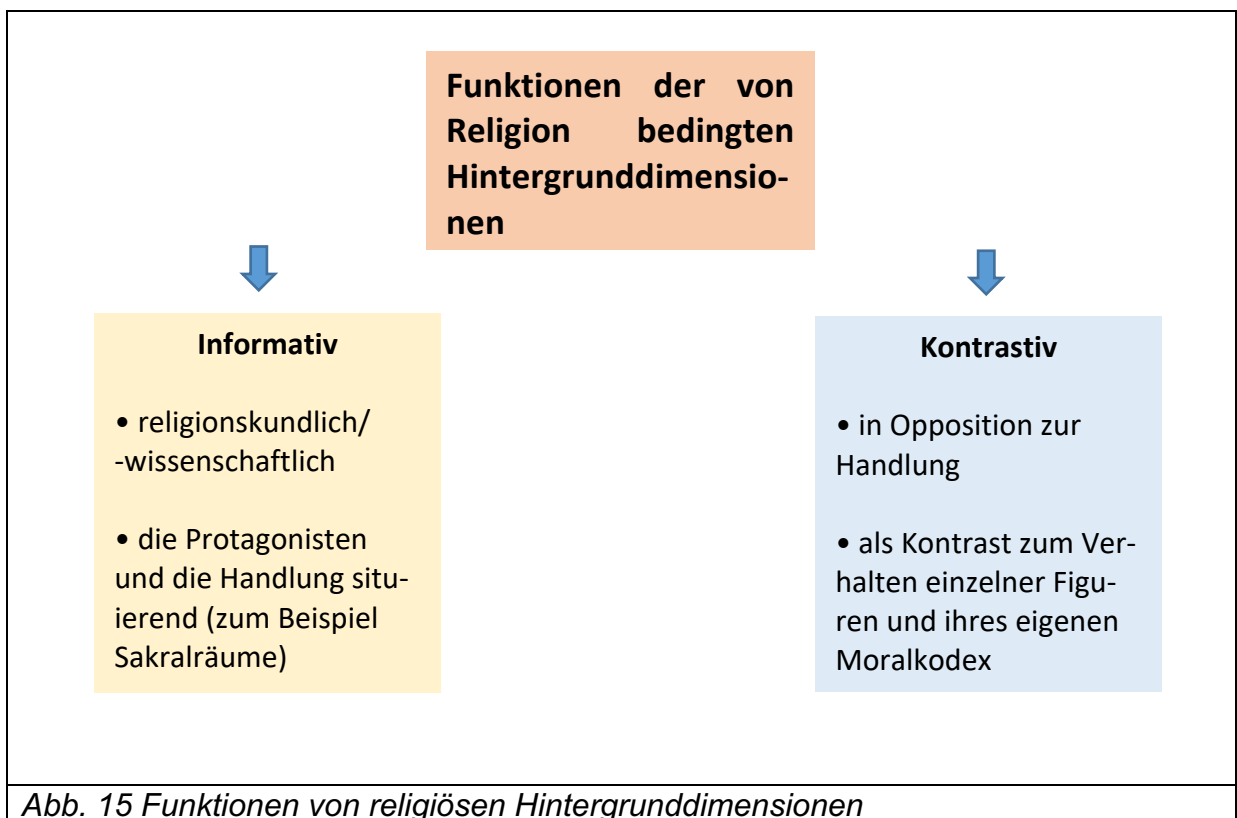 Funktionen der von
Religion bedingten
Hintergrunddimensio-
nen
Informativ
• religionskundlich/
-wissenschaftlich
• die Protagonisten
und die Handlung situ-
ierend (zum Beispiel
Sakralräume)
Kontrastiv
• in Opposition zur
Handlung
• als Kontrast zum Ver-
halten einzelner Figu-
ren und ihres eigenen
Moralkodex
Abb. 15 Funktionen von religiösen Hintergrunddimensionen